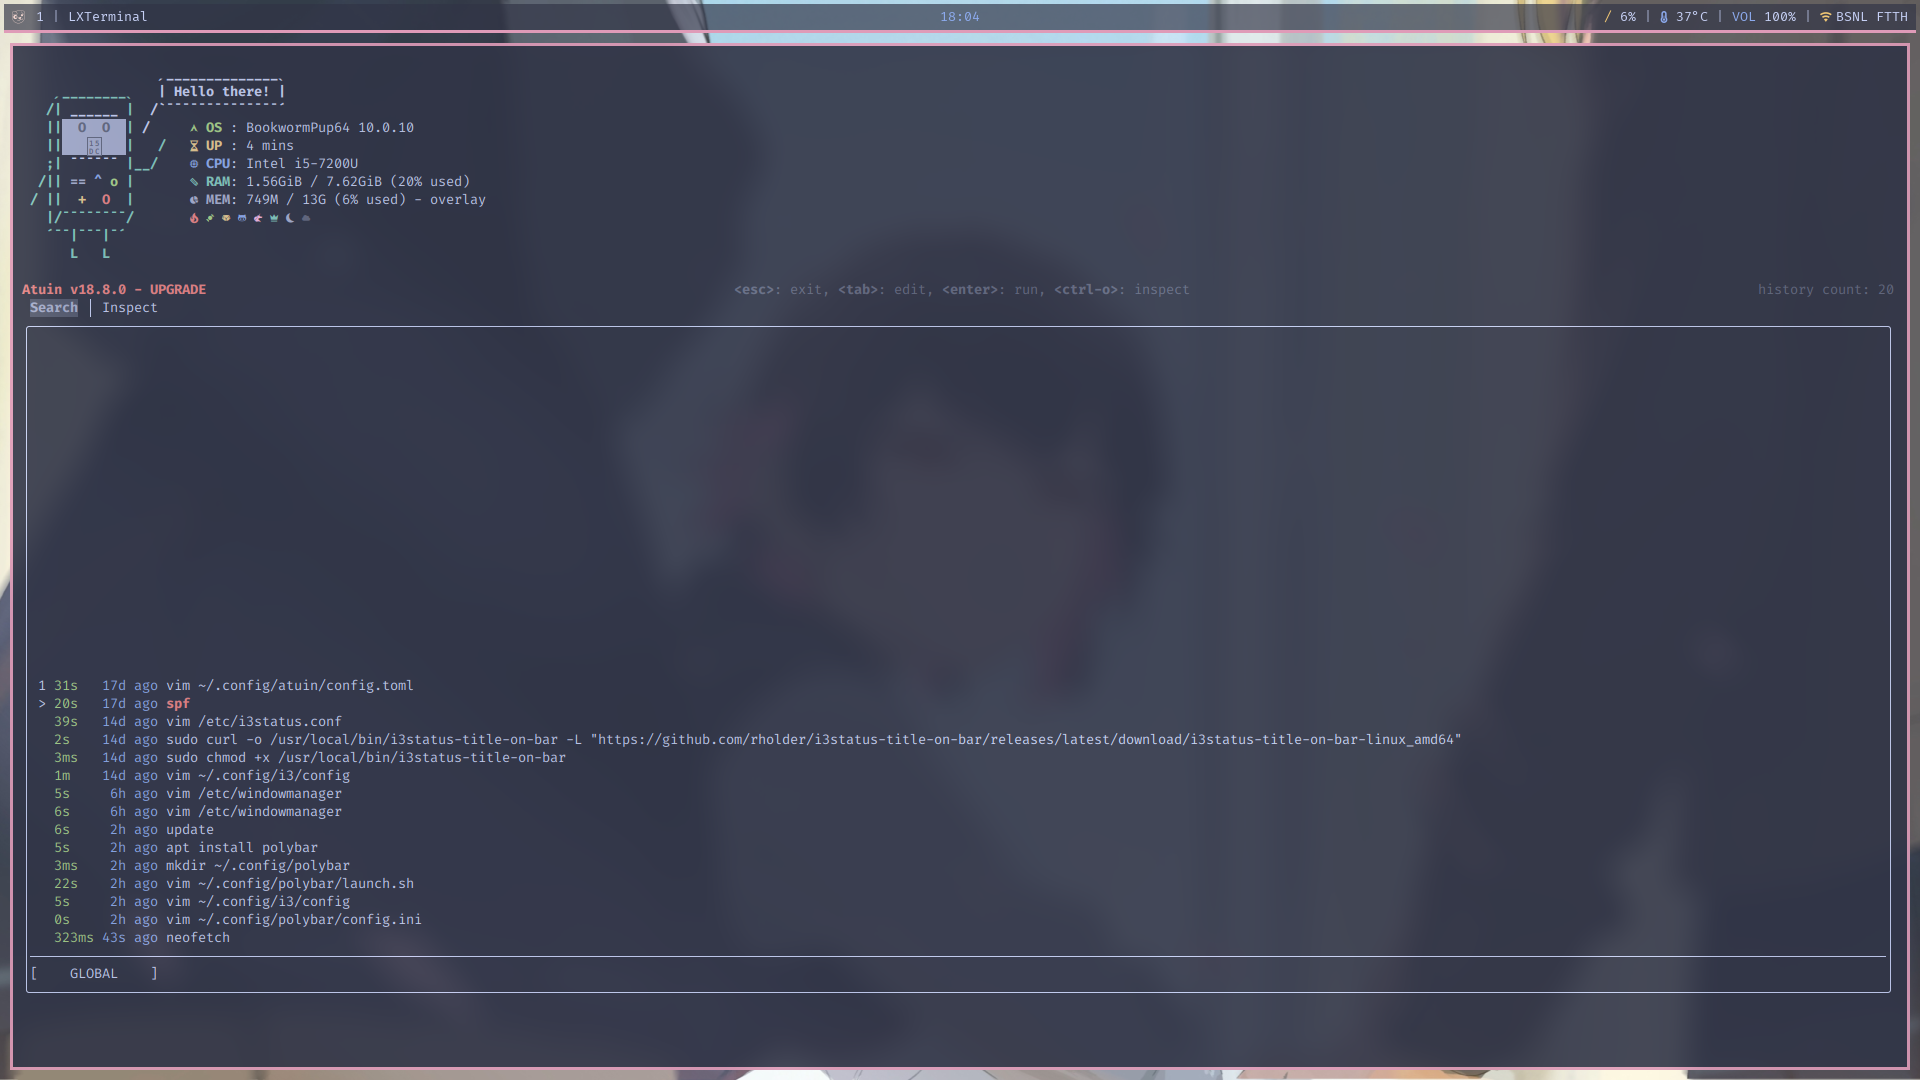 1 | LXTerminal
18:04
/ 6% | 37°C | VOL 100% | BSNL FTTH
Hello there!
OS : BookwormPup64 10.0.10
UP : 4 mins
CPU: Intel i5-7200U
RAM: 1.56GiB / 7.62GiB (20% used)
MEM: 749M / 13G (6% used) - overlay
Atuin v18.8.0 - UPGRADE
<esc>: exit, <tab>: edit, <enter>: run, <ctrl-o>: inspect
history count: 20
Search | Inspect
1 31s 17d ago vim ~/.config/atuin/config.toml
> 20s 17d ago spf
39s 14d ago vim /etc/i3status.conf
2s 14d ago sudo curl -o /usr/local/bin/i3status-title-on-bar -L "https://github.com/rholder/i3status-title-on-bar/releases/latest/download/i3status-title-on-bar-linux_amd64"
3ms 14d ago sudo chmod +x /usr/local/bin/i3status-title-on-bar
1m 14d ago vim ~/.config/i3/config
5s 6h ago vim /etc/windowmanager
6s 6h ago vim /etc/windowmanager
6s 2h ago update
5s 2h ago apt install polybar
3ms 2h ago mkdir ~/.config/polybar
22s 2h ago vim ~/.config/polybar/launch.sh
5s 2h ago vim ~/.config/i3/config
0s 2h ago vim ~/.config/polybar/config.ini
323ms 43s ago neofetch
[ GLOBAL ]